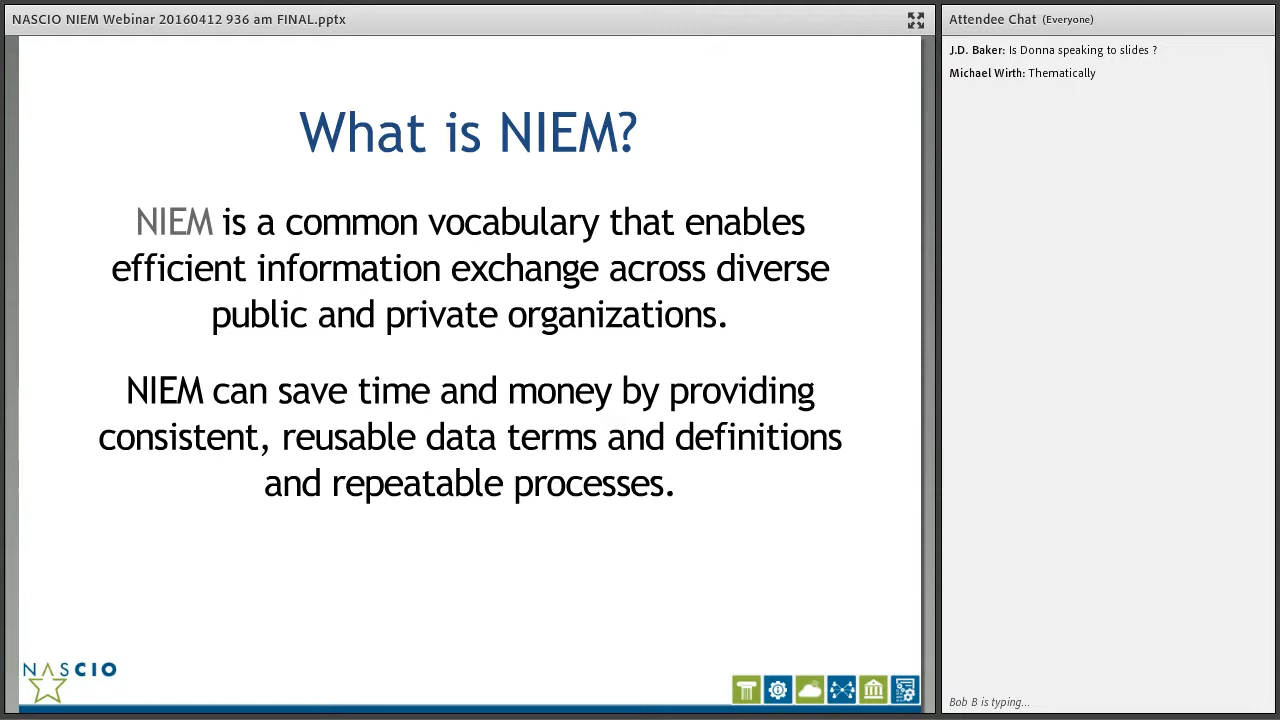 NASCIO NIEM Webinar 20160412 936 am FINAL.pptx
What is NIEM?
NIEM is a common vocabulary that enables
efficient information exchange across diverse
public and private organizations.
NIEM can save time and money by providing
consistent, reusable data terms and definitions
and repeatable processes.
NASCIO
Attendee Chat (Everyone)
J.D. Baker: Is Donna speaking to slides ?
Michael Wirth: Thematically
Bob B is typing...